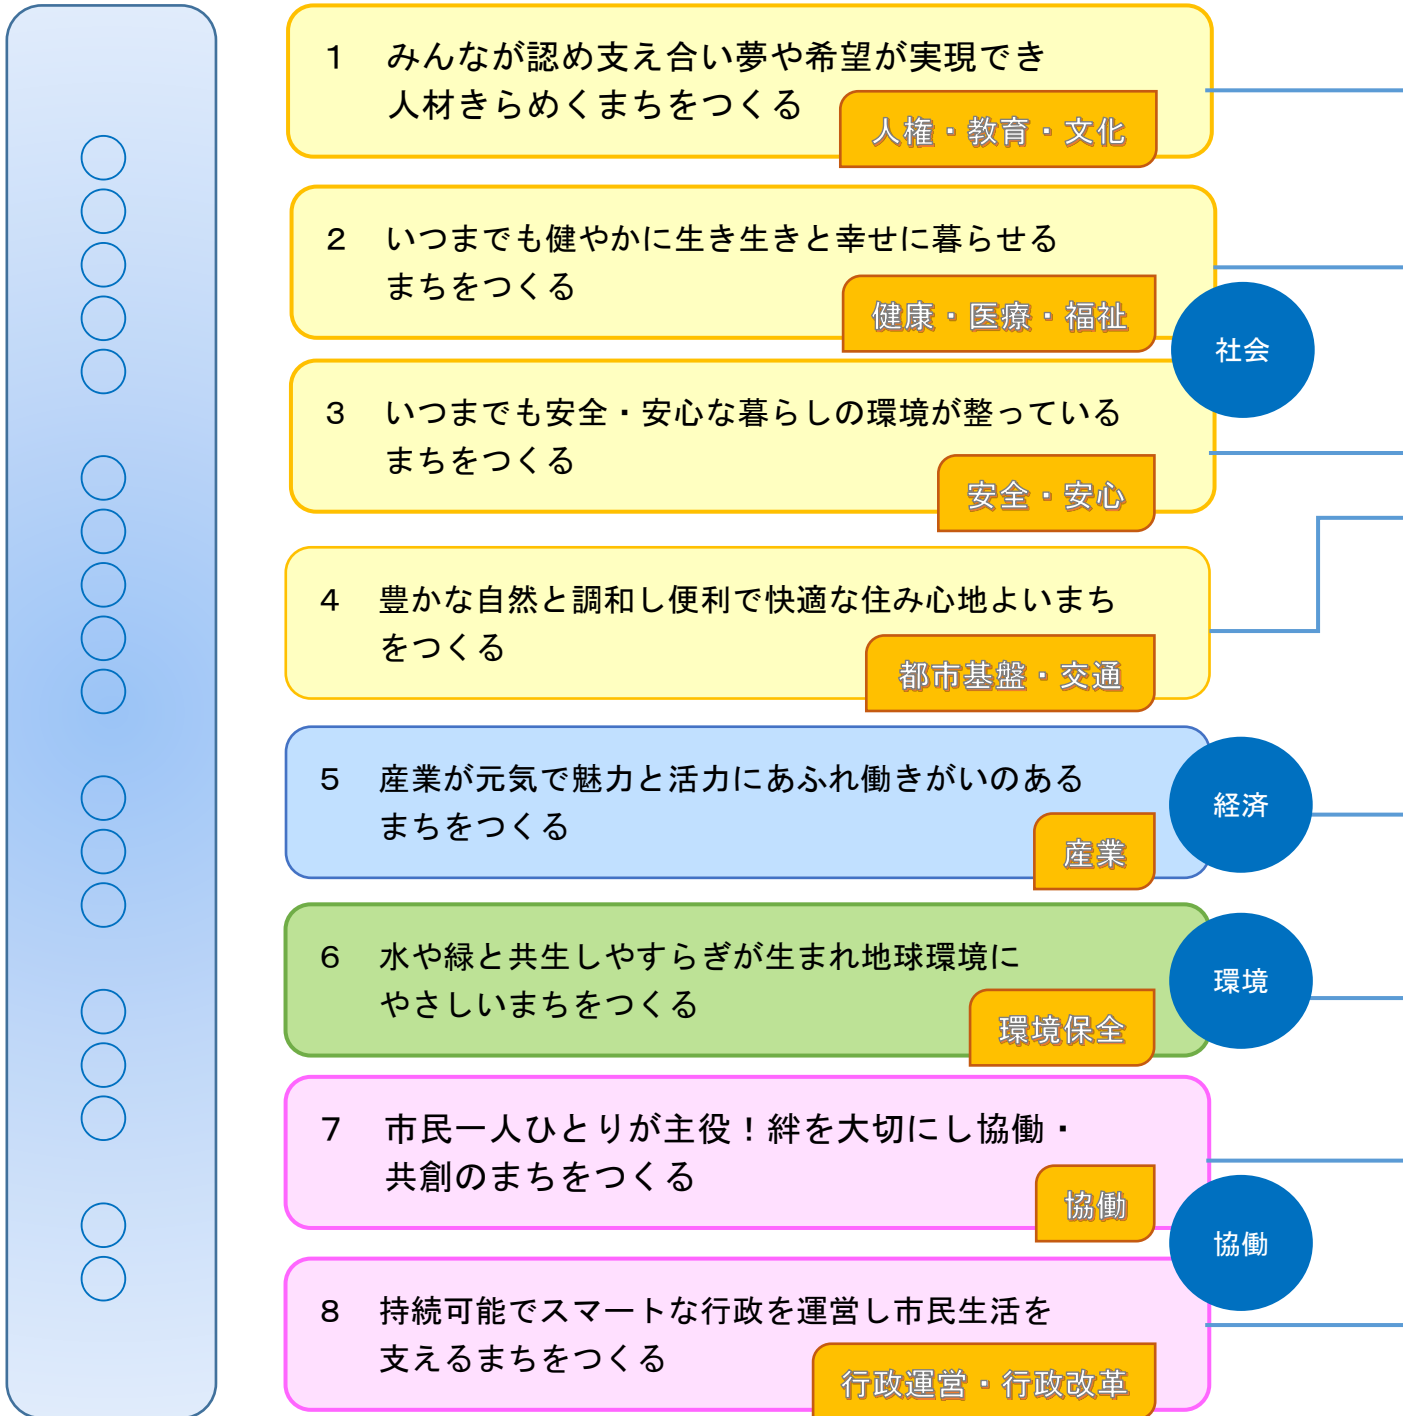 ○○○○○ ○○○○○ ○○○ ○○○ ○○
1 みんなが認め支え合い夢や希望が実現でき
人材きらめくまちをつくる
人権・教育・文化
2 いつまでも健やかに生き生きと幸せに暮らせる
まちをつくる
健康・医療・福祉
社会
3 いつまでも安全・安心な暮らしの環境が整っている
まちをつくる
安全・安心
4 豊かな自然と調和し便利で快適な住み心地よいまち
をつくる
都市基盤・交通
5 産業が元気で魅力と活力にあふれ働きがいのある
まちをつくる
産業
経済
6 水や緑と共生しやすらぎが生まれ地球環境に
やさしいまちをつくる
環境保全
環境
7 市民一人ひとりが主役!絆を大切にし協働・
共創のまちをつくる
協働
協働
8 持続可能でスマートな行政を運営し市民生活を
支えるまちをつくる
行政運営・行政改革